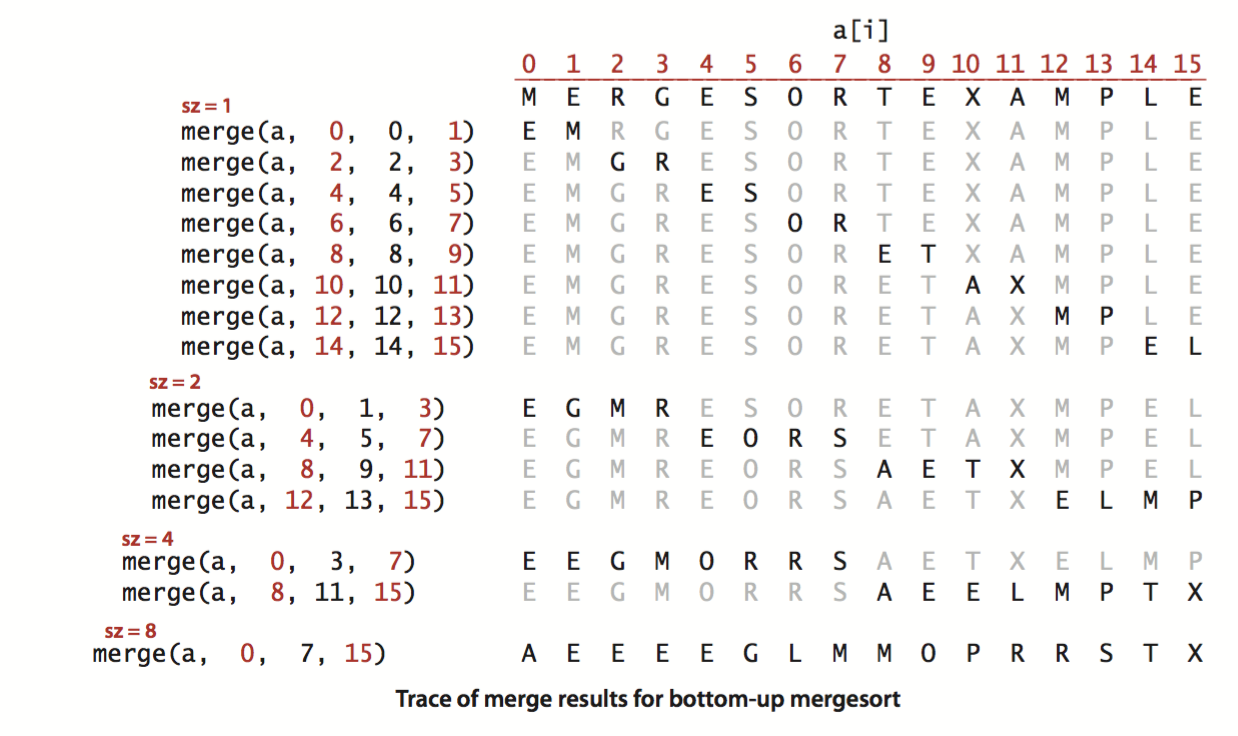 a[i]
0 1 2 3 4 5 6 7 8 9 10 11 12 13 14 15
M E R G E S O R T E X A M P L E
sz = 1
merge(a, 0, 0, 1) E M R G E S O R T E X A M P L E
merge(a, 2, 2, 3) E M G R E S O R T E X A M P L E
merge(a, 4, 4, 5) E M G R E S O R T E X A M P L E
merge(a, 6, 6, 7) E M G R E S O R T E X A M P L E
merge(a, 8, 8, 9) E M G R E S O R E T X A M P L E
merge(a, 10, 10, 11) E M G R E S O R E T A X M P L E
merge(a, 12, 12, 13) E M G R E S O R E T A X M P L E
merge(a, 14, 14, 15) E M G R E S O R E T A X M P E L
sz = 2
merge(a, 0, 1, 3) E G M R E S O R E T A X M P E L
merge(a, 4, 5, 7) E G M R E O R S E T A X M P E L
merge(a, 8, 9, 11) E G M R E O R S A E T X M P E L
merge(a, 12, 13, 15) E G M R E O R S A E T X E L M P
sz = 4
merge(a, 0, 3, 7) E E G M O R R S A E T X E L M P
merge(a, 8, 11, 15) E E G M O R R S A E E L M P T X
sz = 8
merge(a, 0, 7, 15) A E E E E G L M M O P R R S T X
Trace of merge results for bottom-up mergesort